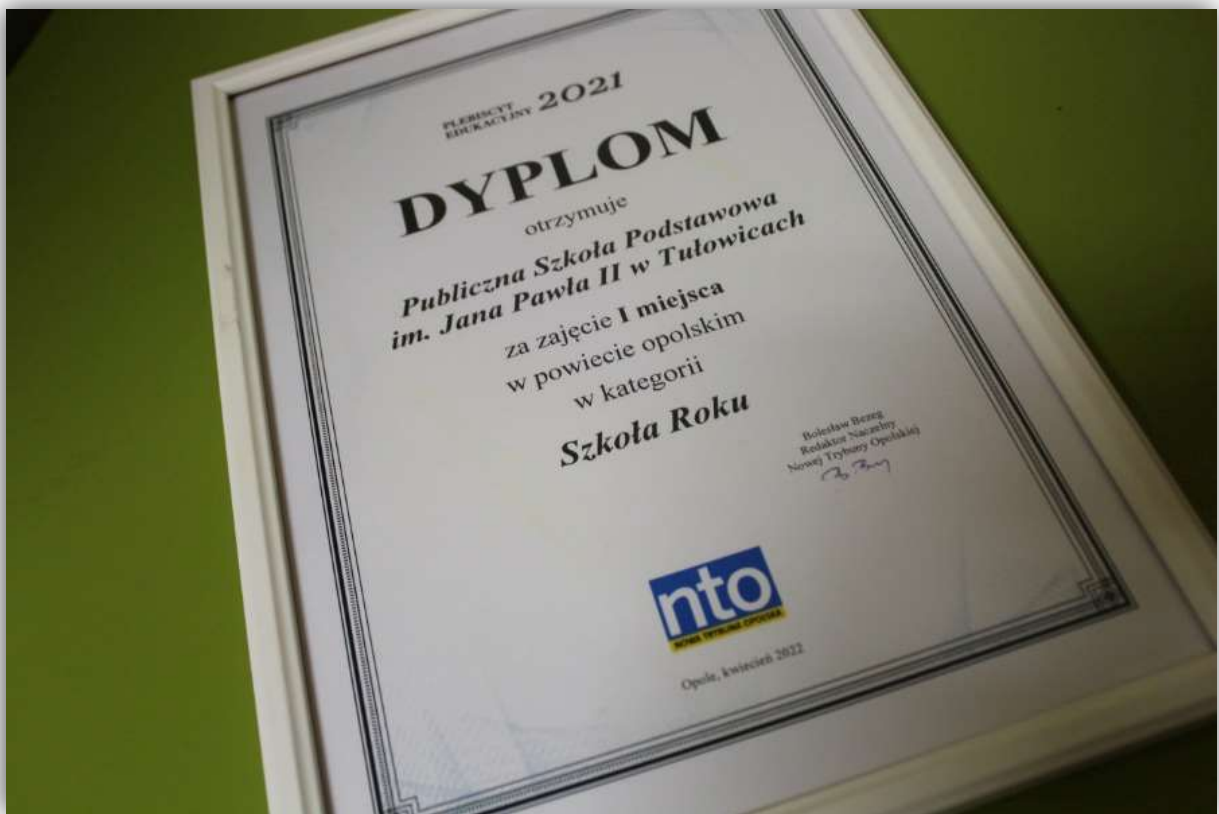 PLEBISCYT
EDUKACYJNY 2021
DYPLOM
otrzymuje
Publiczna Szkoła Podstawowa
im. Jana Pawła II w Tułowicach
za zajęcie I miejsca
w powiecie opolskim
w kategorii
Szkoła Roku
Bolesław Bezeg
Redaktor Naczelny
Nowej Trybuny Opolskiej
nto
NOWA TRYBUNA OPOLSKA
Opole, kwiecień 2022